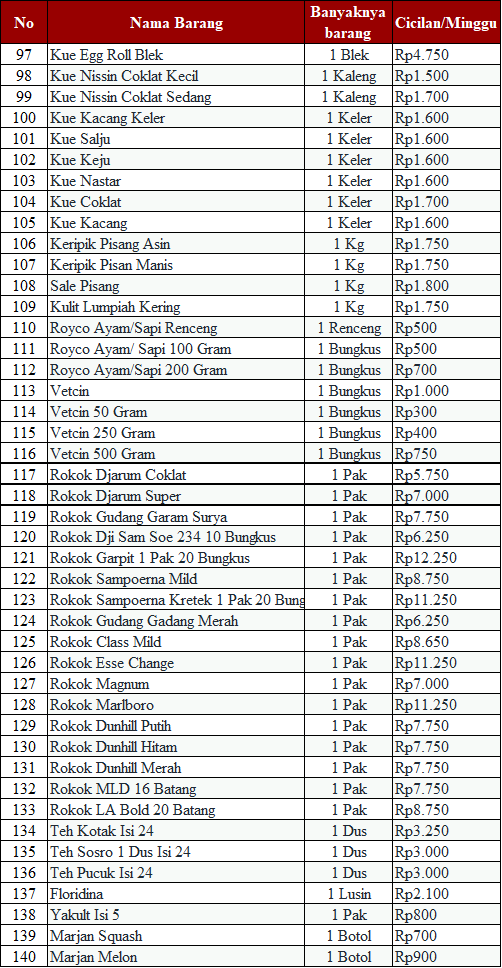 No Nama Barang Banyaknya barang Cicilan/Minggu
97 Kue Egg Roll Blek 1 Blek Rp4.750
98 Kue Nissin Coklat Kecil 1 Kaleng Rp1.500
99 Kue Nissin Coklat Sedang 1 Kaleng Rp1.700
100 Kue Kacang Keler 1 Keler Rp1.600
101 Kue Salju 1 Keler Rp1.600
102 Kue Keju 1 Keler Rp1.600
103 Kue Nastar 1 Keler Rp1.600
104 Kue Coklat 1 Keler Rp1.700
105 Kue Kacang 1 Keler Rp1.600
106 Keripik Pisang Asin 1 Kg Rp1.750
107 Keripik Pisan Manis 1 Kg Rp1.750
108 Sale Pisang 1 Kg Rp1.800
109 Kulit Lumpiah Kering 1 Kg Rp1.750
110 Royco Ayam/Sapi Renceng 1 Renceng Rp500
111 Royco Ayam/ Sapi 100 Gram 1 Bungkus Rp500
112 Royco Ayam/Sapi 200 Gram 1 Bungkus Rp700
113 Vetcin 1 Bungkus Rp1.000
114 Vetcin 50 Gram 1 Bungkus Rp300
115 Vetcin 250 Gram 1 Bungkus Rp400
116 Vetcin 500 Gram 1 Bungkus Rp750
117 Rokok Djarum Coklat 1 Pak Rp5.750
118 Rokok Djarum Super 1 Pak Rp7.000
119 Rokok Gudang Garam Surya 1 Pak Rp7.750
120 Rokok Dji Sam Soe 234 10 Bungkus 1 Pak Rp6.250
121 Rokok Garpit 1 Pak 20 Bungkus 1 Pak Rp12.250
122 Rokok Sampoerna Mild 1 Pak Rp8.750
123 Rokok Sampoerna Kretek 1 Pak 20 Bung 1 Pak Rp11.250
124 Rokok Gudang Gadang Merah 1 Pak Rp6.250
125 Rokok Class Mild 1 Pak Rp8.650
126 Rokok Esse Change 1 Pak Rp11.250
127 Rokok Magnum 1 Pak Rp7.000
128 Rokok Marlboro 1 Pak Rp11.250
129 Rokok Dunhill Putih 1 Pak Rp7.750
130 Rokok Dunhill Hitam 1 Pak Rp7.750
131 Rokok Dunhill Merah 1 Pak Rp7.750
132 Rokok MLD 16 Batang 1 Pak Rp7.750
133 Rokok LA Bold 20 Batang 1 Pak Rp8.750
134 Teh Kotak Isi 24 1 Dus Rp3.250
135 Teh Sosro 1 Dus Isi 24 1 Dus Rp3.000
136 Teh Pucuk Isi 24 1 Dus Rp3.000
137 Floridina 1 Lusin Rp2.100
138 Yakult Isi 5 1 Pak Rp800
139 Marjan Squash 1 Botol Rp700
140 Marjan Melon 1 Botol Rp900